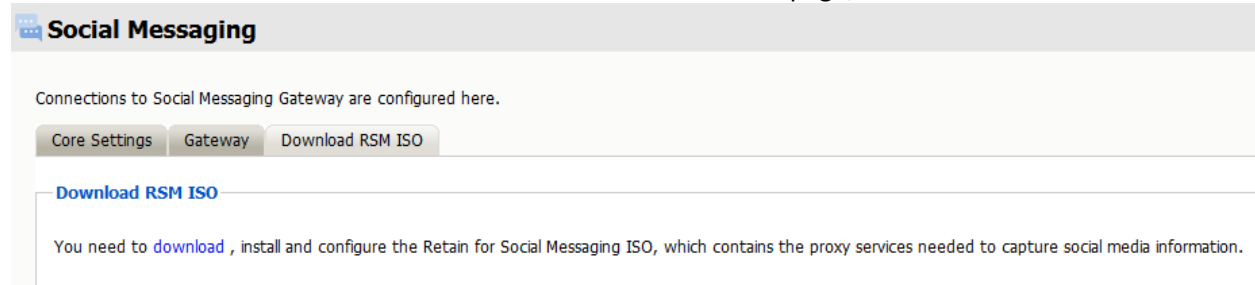 Social Messaging
Connections to Social Messaging Gateway are configured here.
Core Settings Gateway Download RSM ISO
Download RSM ISO
You need to download , install and configure the Retain for Social Messaging ISO, which contains the proxy services needed to capture social media information.